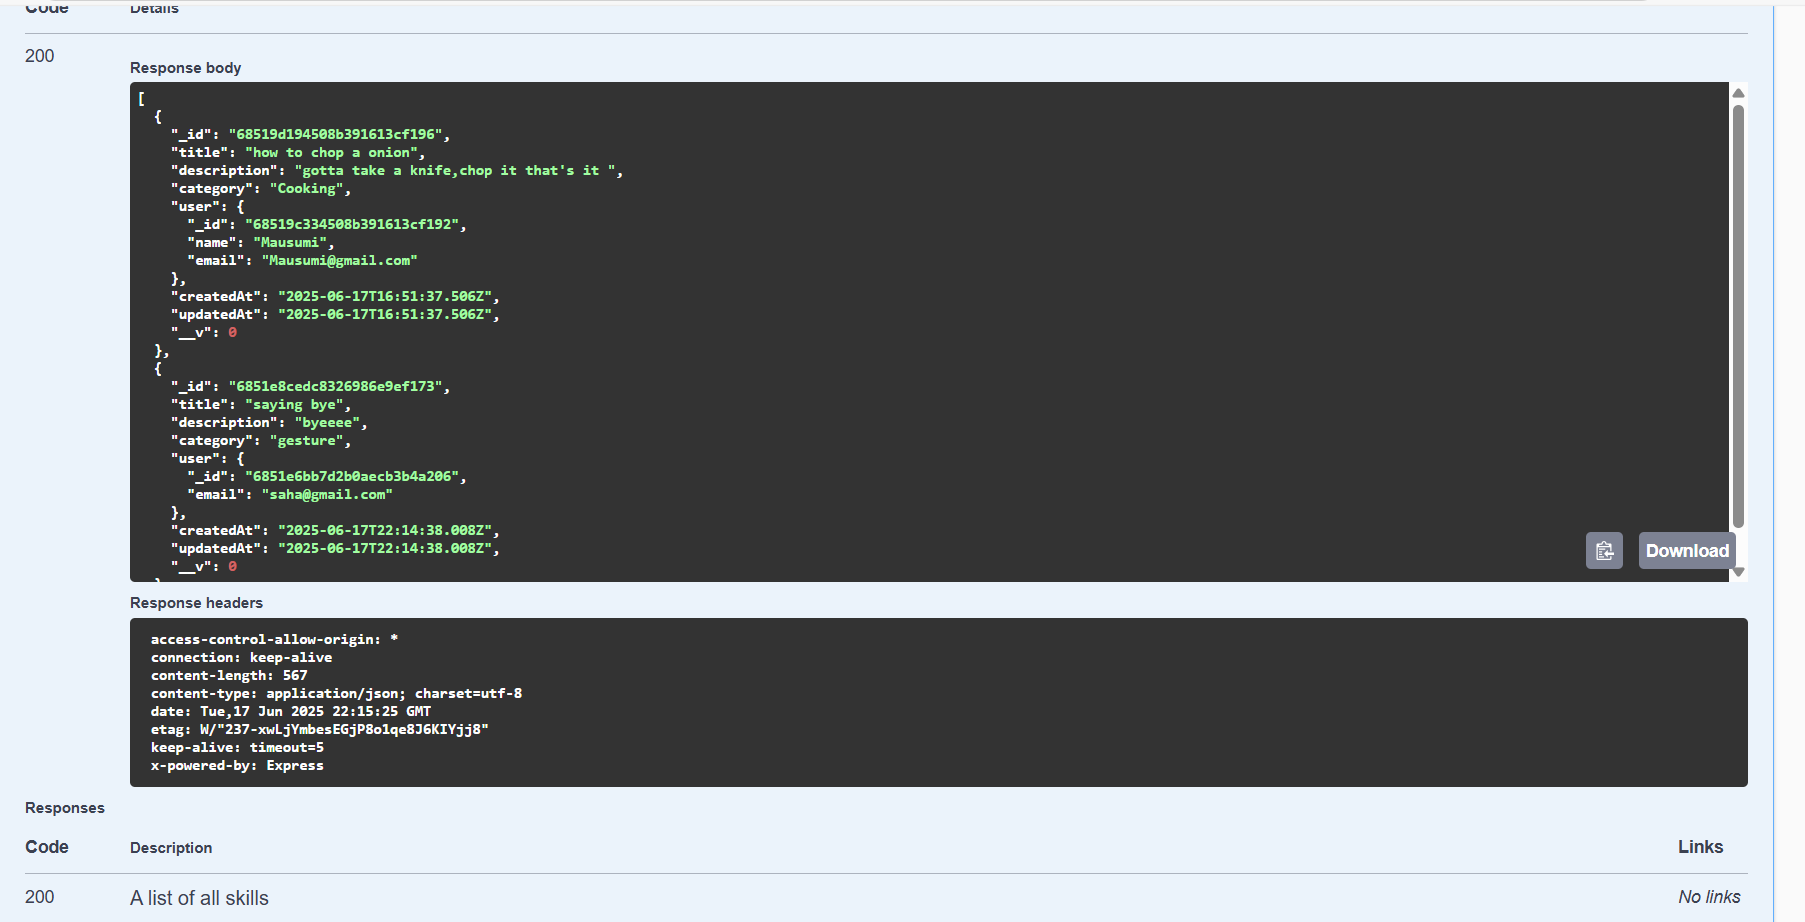 Code Details
200
Response body
[
  {
    "_id": "68519d194508b391613cf196",
    "title": "how to chop a onion",
    "description": "gotta take a knife,chop it that's it ",
    "category": "Cooking",
    "user": {
      "_id": "68519c334508b391613cf192",
      "name": "Mausumi",
      "email": "Mausumi@gmail.com"
    },
    "createdAt": "2025-06-17T16:51:37.506Z",
    "updatedAt": "2025-06-17T16:51:37.506Z",
    "__v": 0
  },
  {
    "_id": "6851e8cedc8326986e9ef173",
    "title": "saying bye",
    "description": "byeeee",
    "category": "gesture",
    "user": {
      "_id": "6851e6bb7d2b0aecb3b4a206",
      "email": "saha@gmail.com"
    },
    "createdAt": "2025-06-17T22:14:38.008Z",
    "updatedAt": "2025-06-17T22:14:38.008Z",
    "__v": 0
  }
Download
Response headers
access-control-allow-origin: *
connection: keep-alive
content-length: 567
content-type: application/json; charset=utf-8
date: Tue,17 Jun 2025 22:15:25 GMT
etag: W/"237-xwLjYmbesEGjP8o1qe8J6KIYjj8"
keep-alive: timeout=5
x-powered-by: Express
Responses
Code Description Links
200 A list of all skills No links